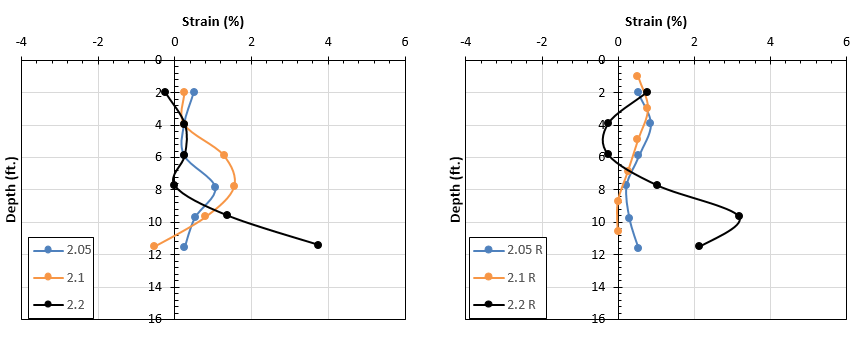 Strain (%)
-4 -2 0 2 4 6
Depth (ft.)
0
2
4
6
8
10
12
14
16
2.05
2.1
2.2
Strain (%)
-4 -2 0 2 4 6
Depth (ft.)
0
2
4
6
8
10
12
14
16
2.05 R
2.1 R
2.2 R